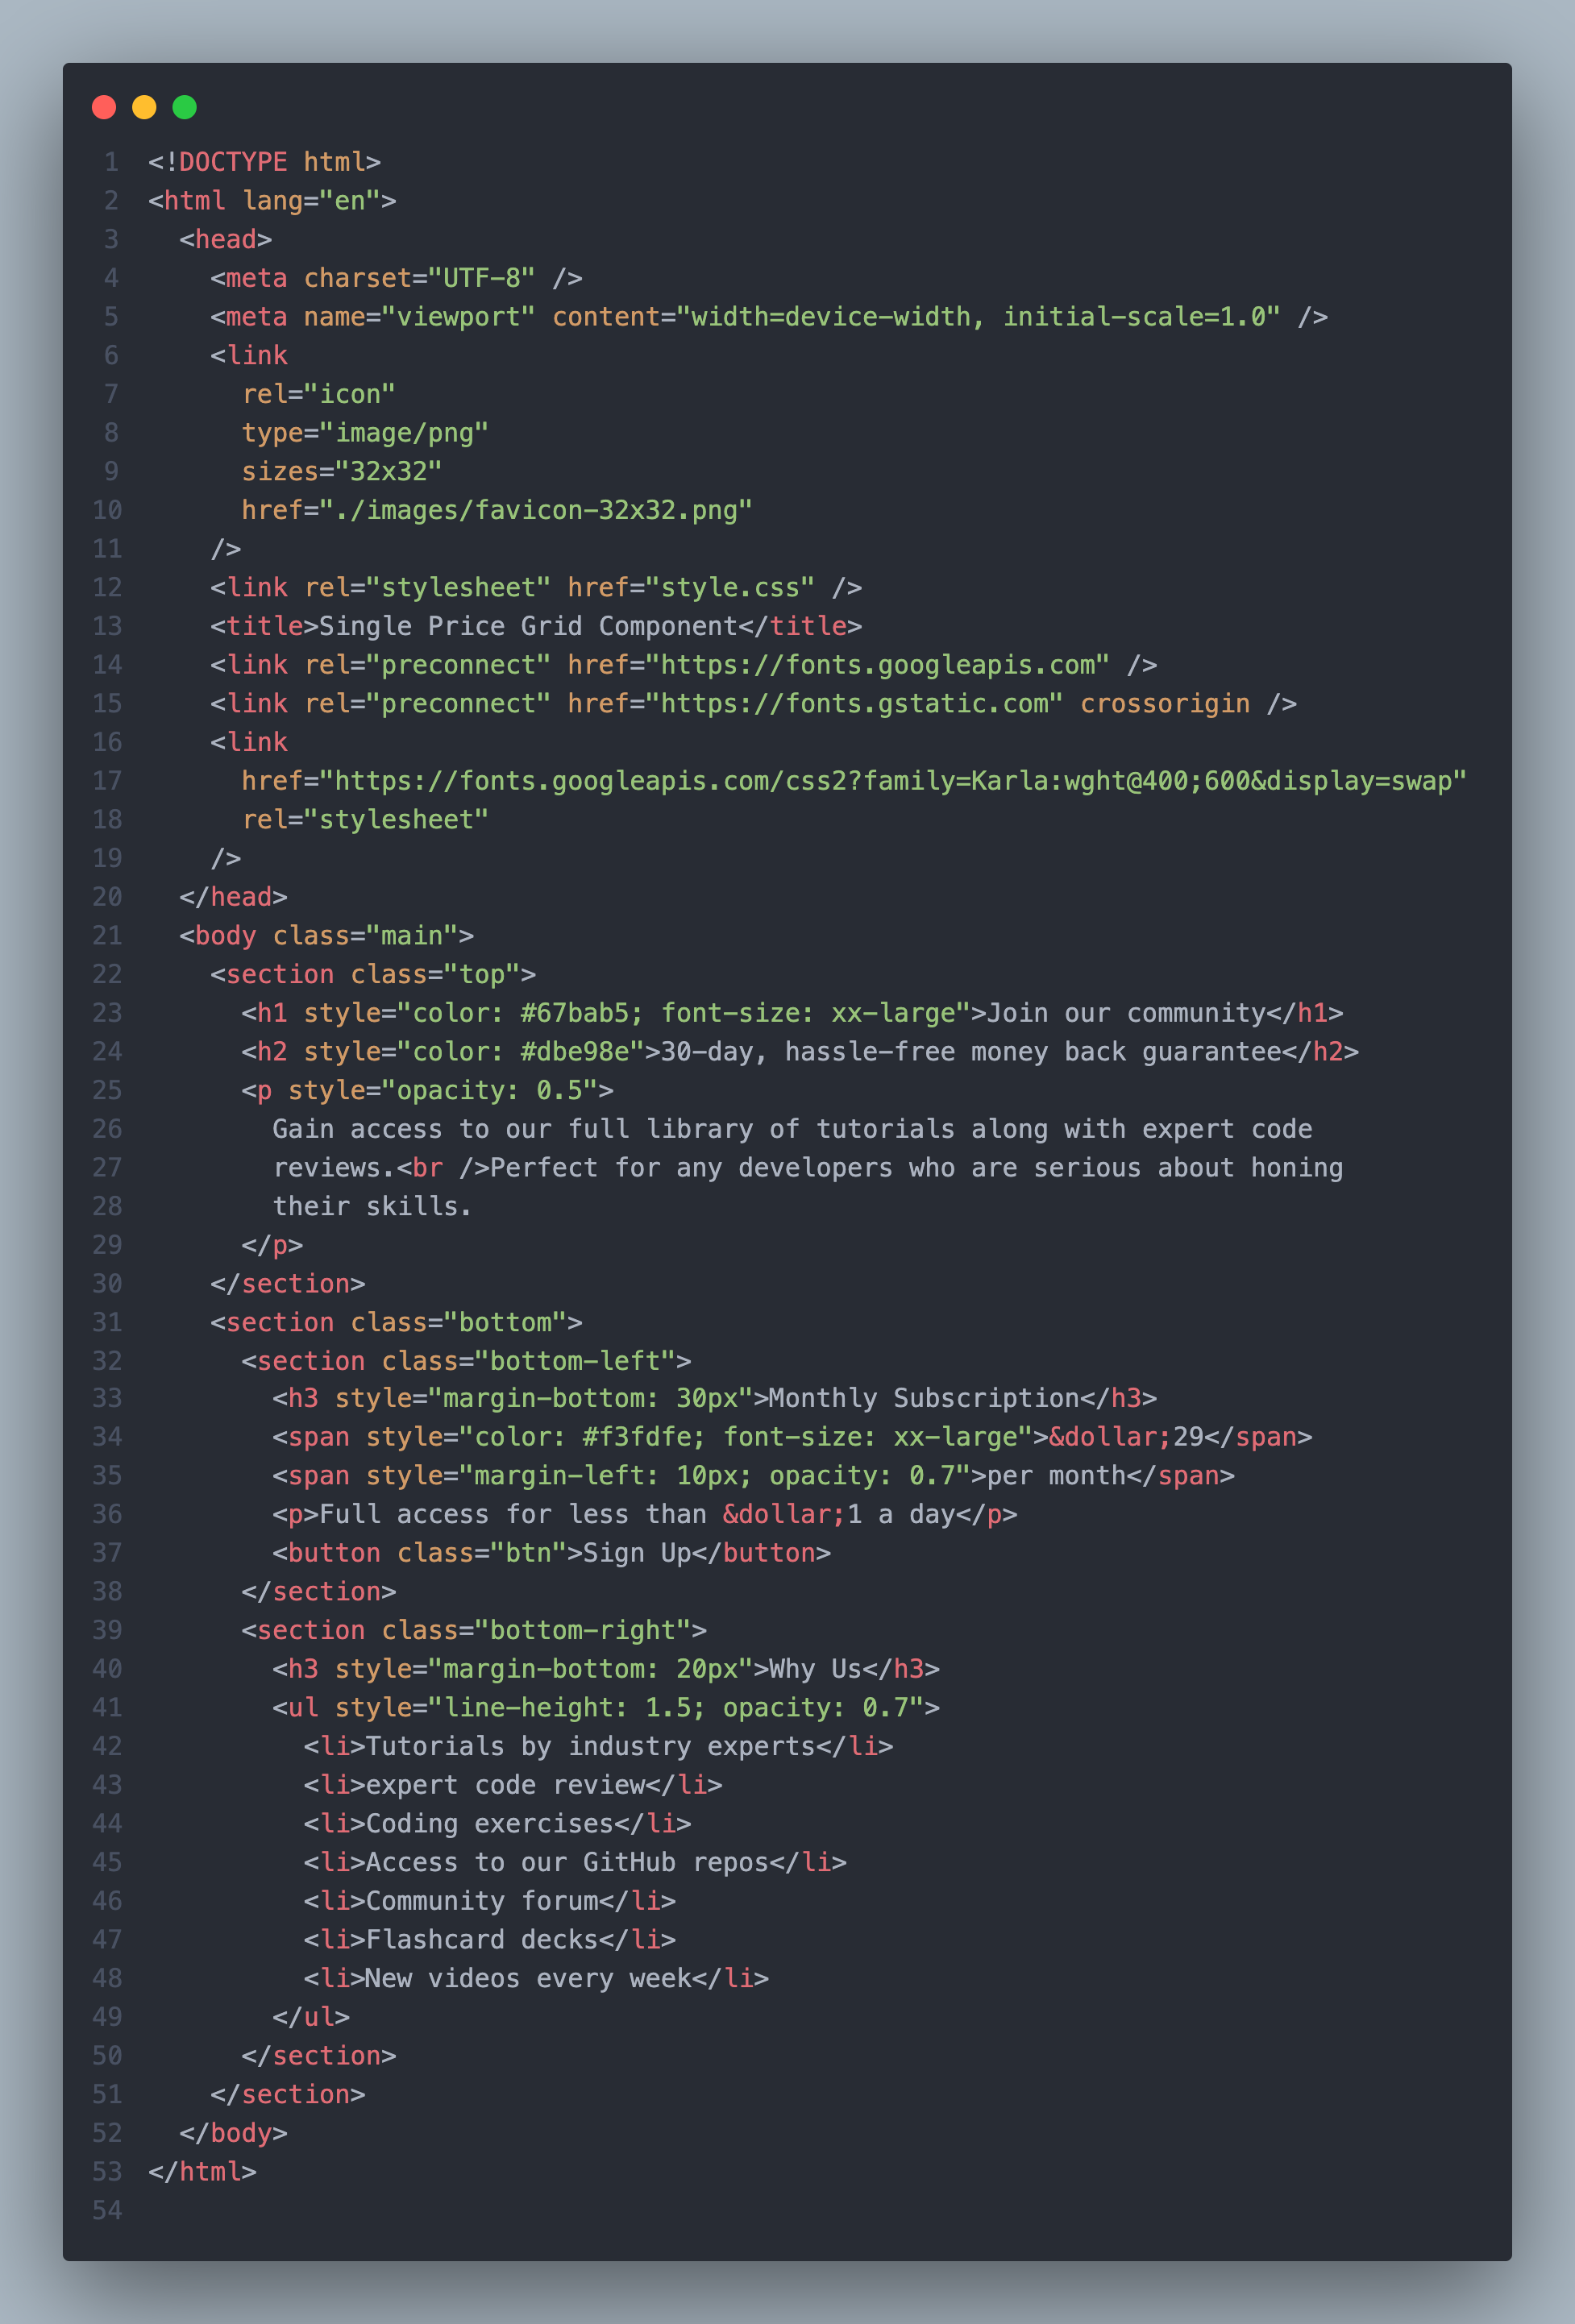 1 <!DOCTYPE html>
2 <html lang="en">
3   <head>
4     <meta charset="UTF-8" />
5     <meta name="viewport" content="width=device-width, initial-scale=1.0" />
6     <link
7       rel="icon"
8       type="image/png"
9       sizes="32x32"
10       href="./images/favicon-32x32.png"
11     />
12     <link rel="stylesheet" href="style.css" />
13     <title>Single Price Grid Component</title>
14     <link rel="preconnect" href="https://fonts.googleapis.com" />
15     <link rel="preconnect" href="https://fonts.gstatic.com" crossorigin />
16     <link
17       href="https://fonts.googleapis.com/css2?family=Karla:wght@400;600&display=swap"
18       rel="stylesheet"
19     />
20   </head>
21   <body class="main">
22     <section class="top">
23       <h1 style="color: #67bab5; font-size: xx-large">Join our community</h1>
24       <h2 style="color: #dbe98e">30-day, hassle-free money back guarantee</h2>
25       <p style="opacity: 0.5">
26         Gain access to our full library of tutorials along with expert code
27         reviews.<br />Perfect for any developers who are serious about honing
28         their skills.
29       </p>
30     </section>
31     <section class="bottom">
32       <section class="bottom-left">
33         <h3 style="margin-bottom: 30px">Monthly Subscription</h3>
34         <span style="color: #f3fdfe; font-size: xx-large">&dollar;29</span>
35         <span style="margin-left: 10px; opacity: 0.7">per month</span>
36         <p>Full access for less than &dollar;1 a day</p>
37         <button class="btn">Sign Up</button>
38       </section>
39       <section class="bottom-right">
40         <h3 style="margin-bottom: 20px">Why Us</h3>
41         <ul style="line-height: 1.5; opacity: 0.7">
42           <li>Tutorials by industry experts</li>
43           <li>expert code review</li>
44           <li>Coding exercises</li>
45           <li>Access to our GitHub repos</li>
46           <li>Community forum</li>
47           <li>Flashcard decks</li>
48           <li>New videos every week</li>
49         </ul>
50       </section>
51     </section>
52   </body>
53 </html>
54